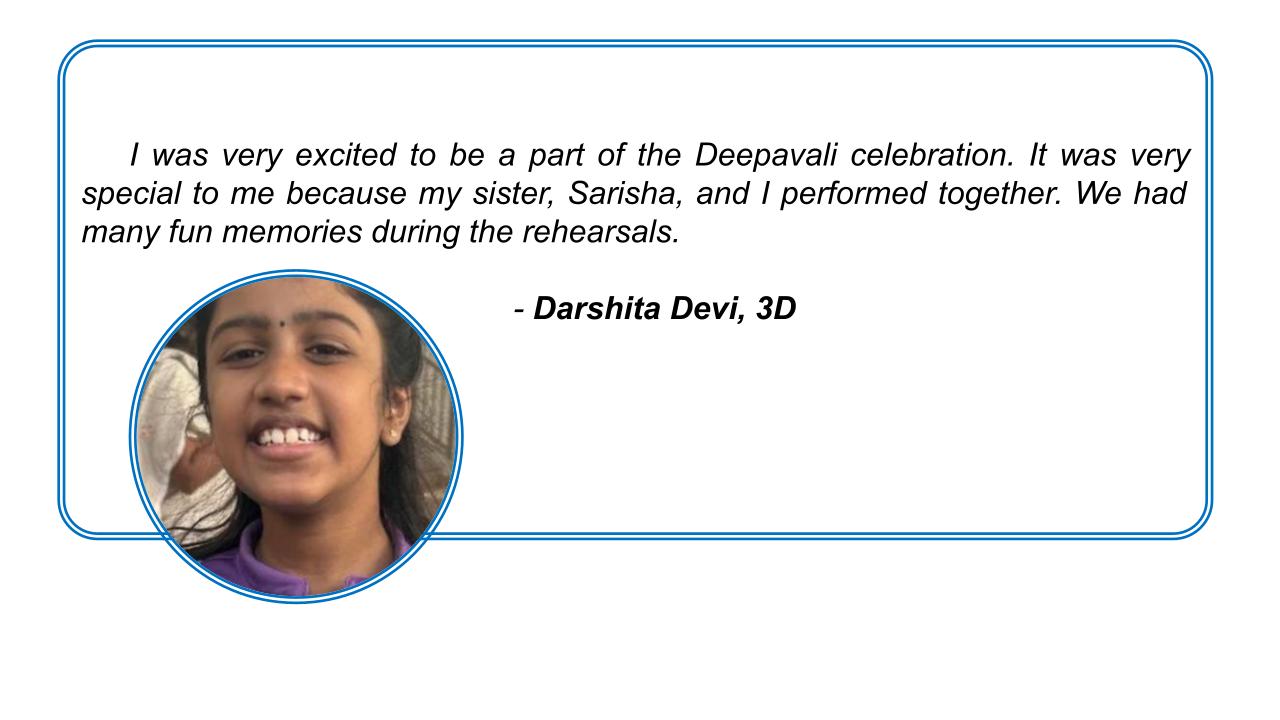 I was very excited to be a part of the Deepavali celebration. It was very
special to me because my sister, Sarisha, and I performed together. We had
many fun memories during the rehearsals.
- Darshita Devi, 3D